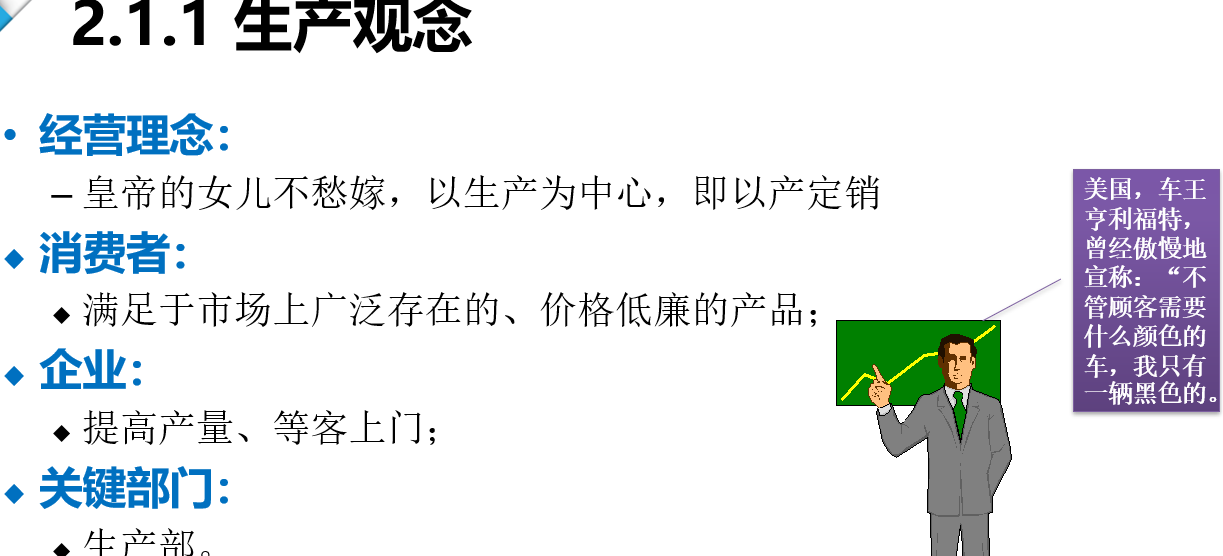 2.1.1 生产观念
• 经营理念：
– 皇帝的女儿不愁嫁，以生产为中心，即以产定销
◆ 消费者：
◆ 满足于市场上广泛存在的、价格低廉的产品；
◆ 企业：
◆ 提高产量、等客上门；
◆ 关键部门：
◆ 生产部。
美国，车王
亨利福特，
曾经傲慢地
宣称：“不
管顾客需要
什么颜色的
车，我只有
一辆黑色的。